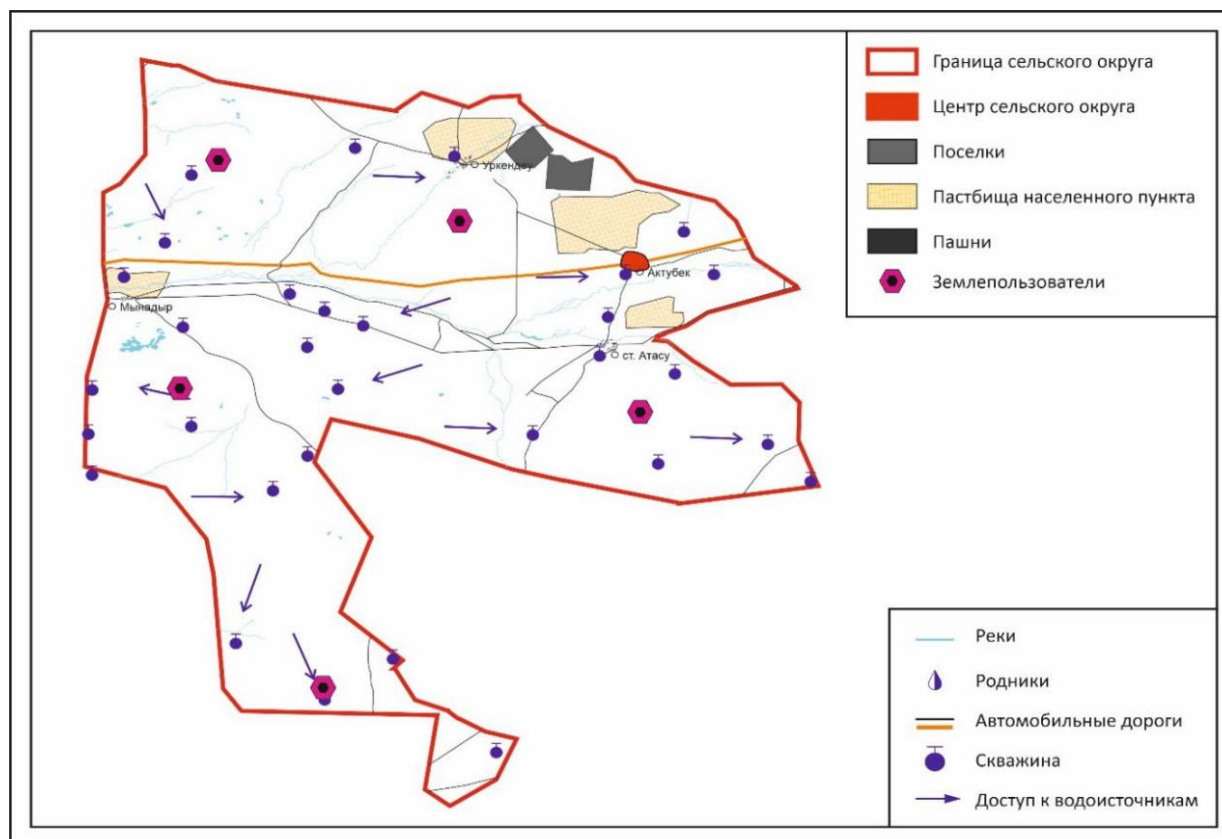 Граница сельского округа
Центр сельского округа
Поселки
Пастбища населенного пункта
Пашни
Землепользователи
Уркендеу
Актубек
Мынадыр
ст. Атасу
Реки
Родники
Автомобильные дороги
Скважина
Доступ к водоисточникам